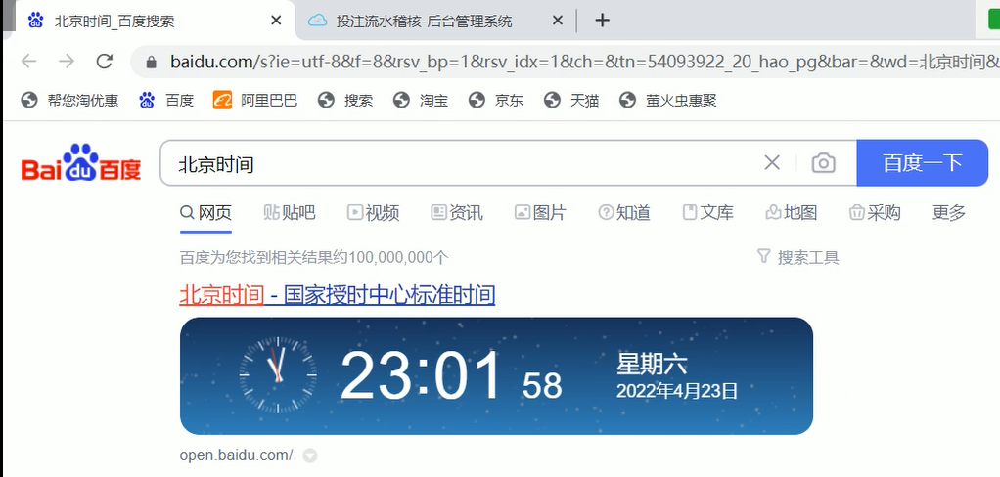 北京时间_百度搜索
投注流水稽核-后台管理系统
baidu.com/s?ie=utf-8&f=8&rsv_bp=1&rsv_idx=1&ch=&tn=54093922_20_hao_pg&bar=&wd=北京时间&
帮您淘优惠 百度 阿里巴巴 搜索 淘宝 京东 天猫 萤火虫惠聚
Bai du 百度 北京时间 百度一下
网页 贴贴吧 视频 资讯 图片 知道 文库 地图 采购 更多
百度为您找到相关结果约100,000,000个 搜索工具
北京时间 - 国家授时中心标准时间
23:01 58
星期六
2022年4月23日
open.baidu.com/